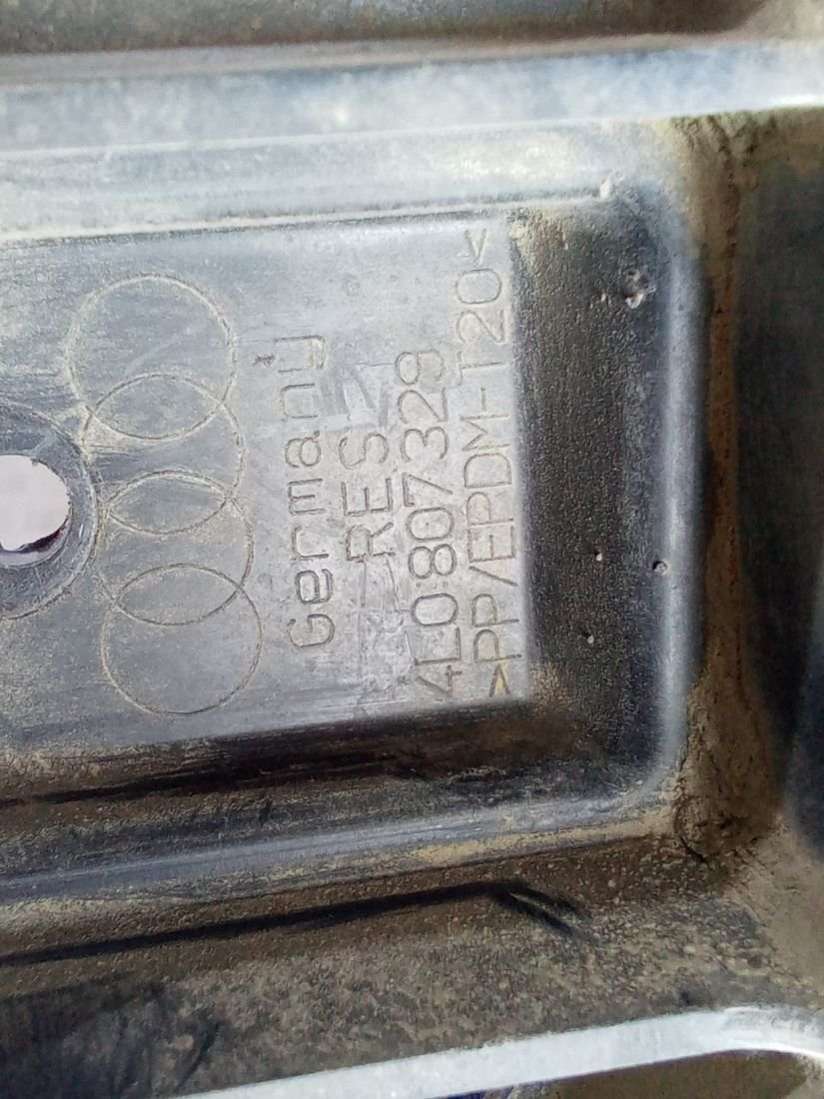 Germany
RES
4L0807329
>PP/EPDM-T20<